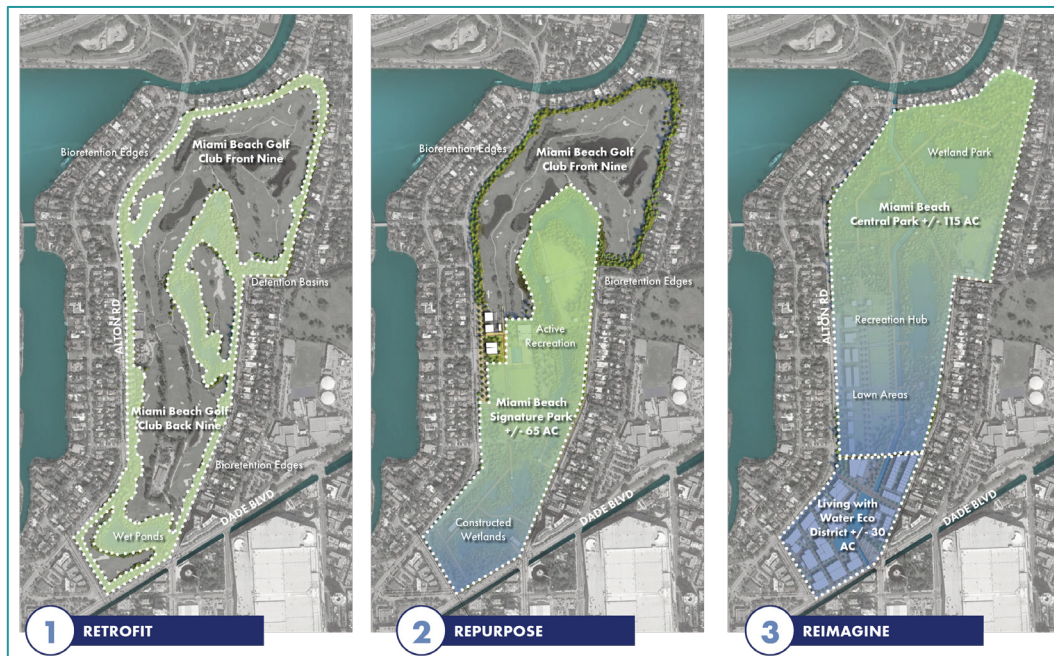 Bioretention Edges
Miami Beach Golf
Club Front Nine
Detention Basins
ALTON RD
Miami Beach Golf
Club Back Nine
Bioretention Edges
DADE BLVD
Wet Ponds
1 RETROFIT
Bioretention Edges
Miami Beach Golf
Club Front Nine
Bioretention Edges
Active
Recreation
Miami Beach
Signature Park
+/- 65 AC
DADE BLVD
Constructed
Wetlands
2 REPURPOSE
Wetland Park
Miami Beach
Central Park +/- 115 AC
ALTON RD
Recreation Hub
Lawn Areas
Living with
Water Eco
District +/- 30
AC
DADE BLVD
3 REIMAGINE